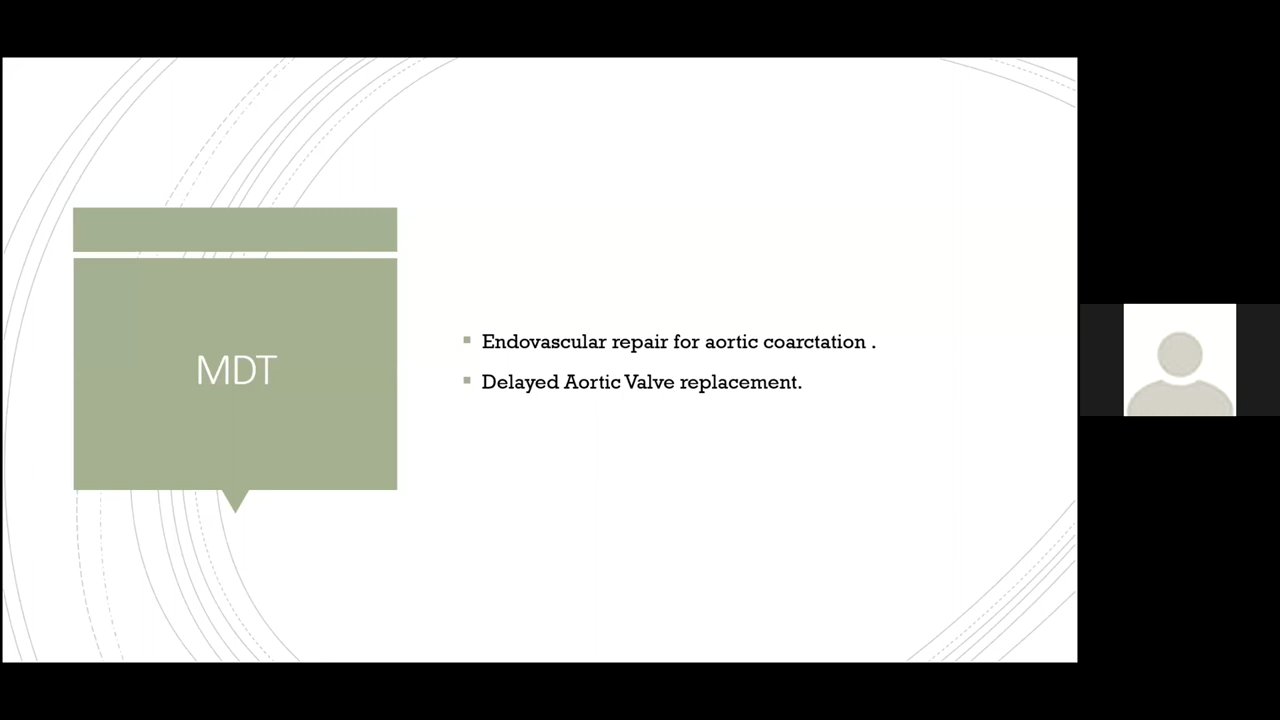 MDT
Endovascular repair for aortic coarctation .
Delayed Aortic Valve replacement.